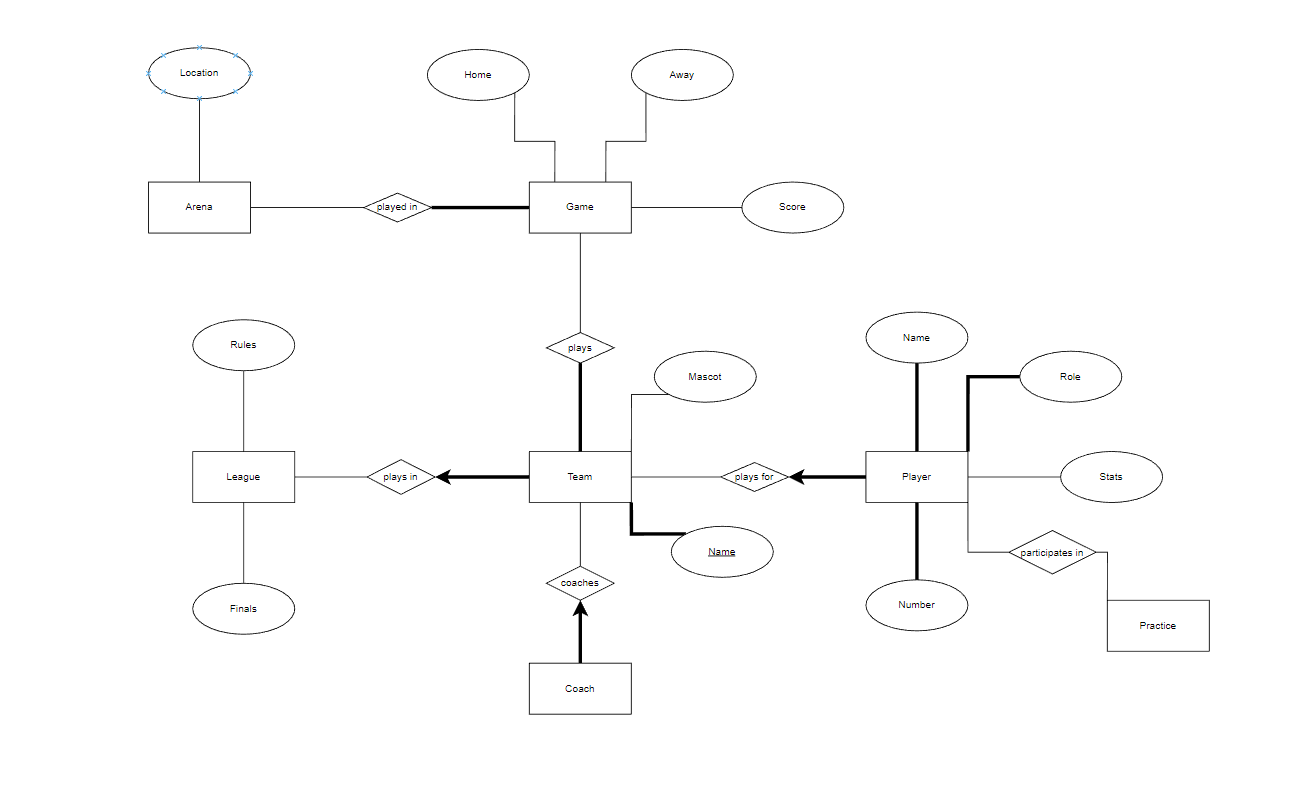 Location
Home
Away
Arena
played in
Game
Score
Rules
plays
Name
Mascot
Role
League
plays in
Team
plays for
Player
Stats
Name
participates in
coaches
Finals
Number
Practice
Coach